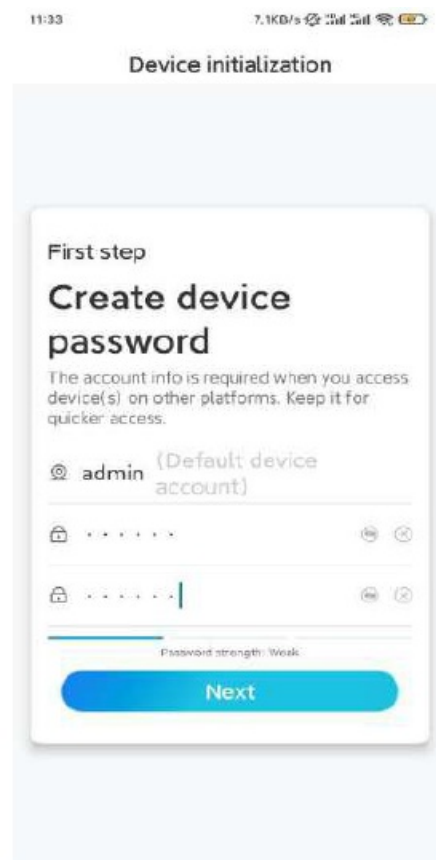 11:33 7.1KB/s
Device initialization
First step
Create device
password
The account info is required when you access
device(s) on other platforms. Keep it for
quicker access.
admin (Default device
account)
Password strength: Weak
Next